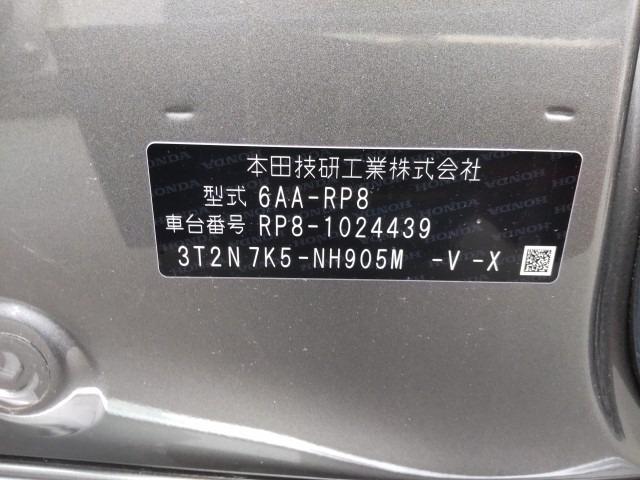 本田技研工業株式会社
型式 6AA-RP8
車台番号 RP8-1024439
3T2N7K5-NH905M -V-X